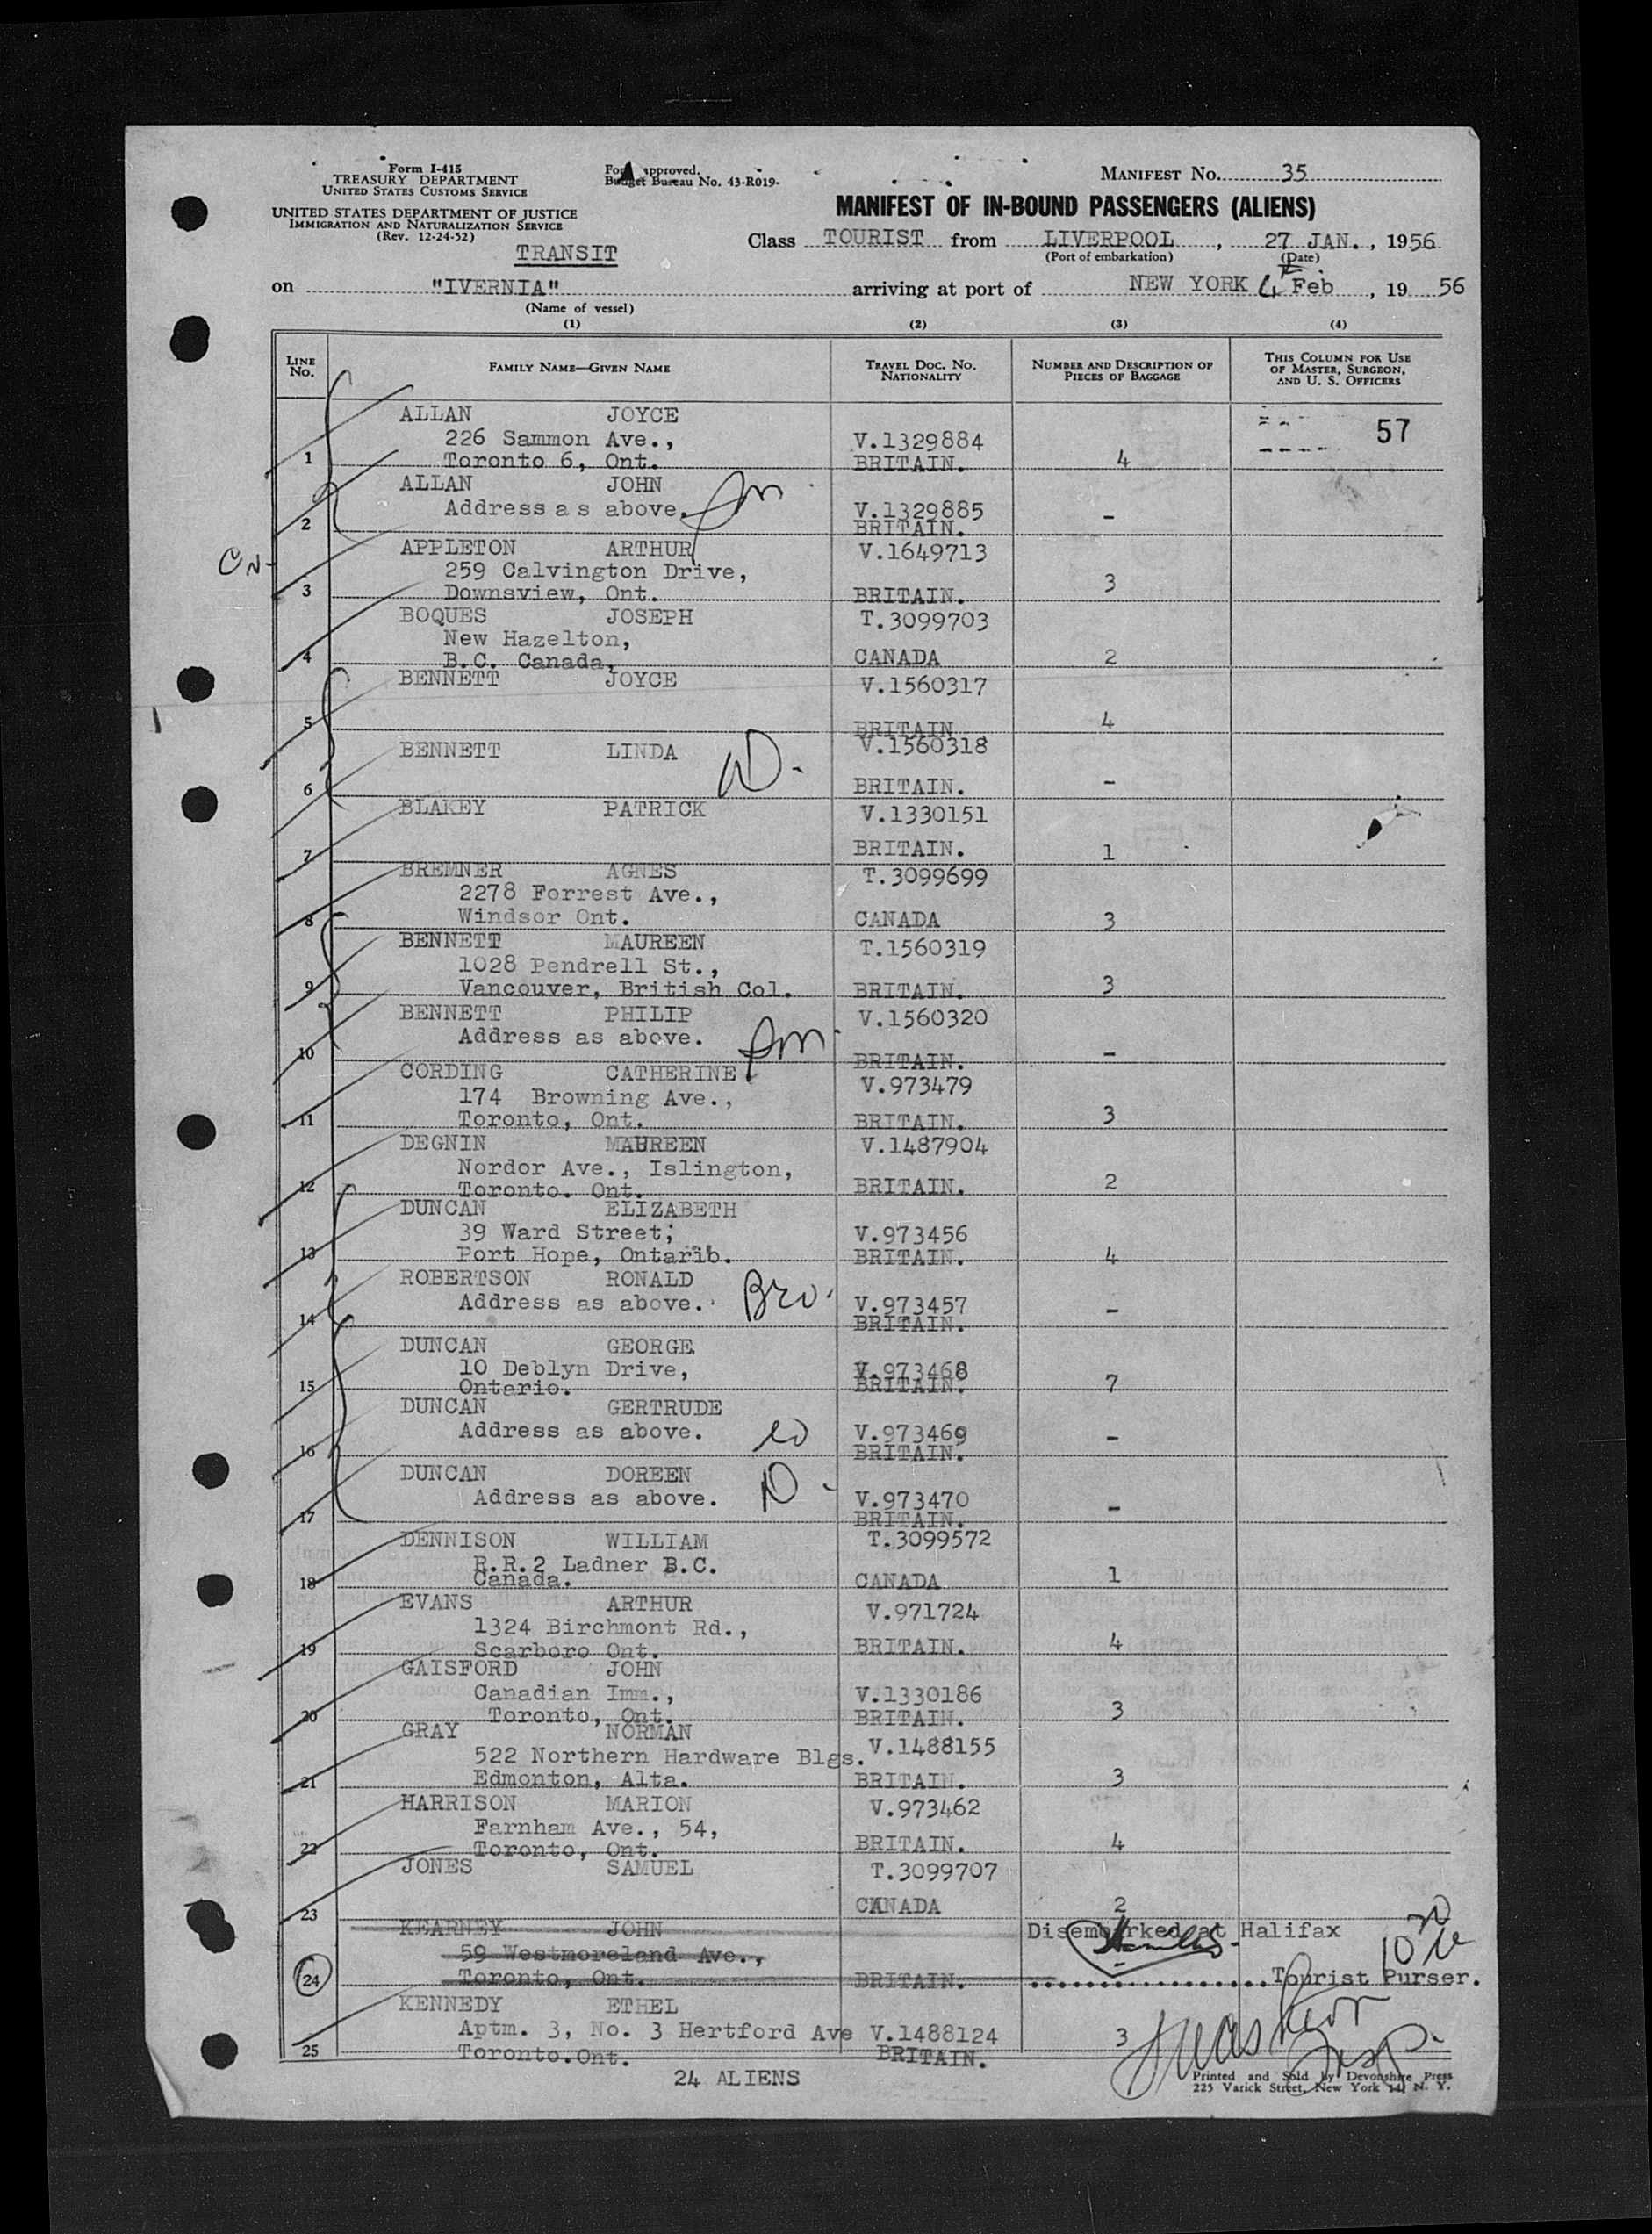 Form I-415
TREASURY DEPARTMENT
UNITED STATES CUSTOMS SERVICE
UNITED STATES DEPARTMENT OF JUSTICE
IMMIGRATION AND NATURALIZATION SERVICE
(Rev. 12-24-52)
TRANSIT
Form approved.
Budget Bureau No. 43-R019-
MANIFEST No. 35
MANIFEST OF IN-BOUND PASSENGERS (ALIENS)
Class TOURIST from LIVERPOOL, 27 JAN., 1956
(Port of embarkation) (Date)
on "IVERNIA" arriving at port of NEW YORK 4 Feb, 19 56
(Name of vessel)
(1) (2) (3) (4)
LINE No. FAMILY NAME—GIVEN NAME TRAVEL DOC. NO. NATIONALITY NUMBER AND DESCRIPTION OF PIECES OF BAGGAGE THIS COLUMN FOR USE OF MASTER, SURGEON, AND U. S. OFFICERS
ALLAN JOYCE 57
226 Sammon Ave., V.1329884
1 Toronto 6, Ont. BRITAIN. 4
ALLAN JOHN
Address as above. V.1329885
2 BRITAIN. -
APPLETON ARTHUR V.1649713
CN-
259 Calvington Drive,
3 Downsview, Ont. BRITAIN. 3
BOQUES JOSEPH T.3099703
New Hazelton,
4 B.C. Canada, CANADA 2
BENNETT JOYCE V.1560317
5 BRITAIN 4
BENNETT LINDA V.1560318
6 BRITAIN. -
BLAKEY PATRICK V.1330151
7 BRITAIN. 1
BREMNER AGNES T.3099699
2278 Forrest Ave.,
8 Windsor Ont. CANADA 3
BENNETT MAUREEN T.1560319
1028 Pendrell St.,
9 Vancouver, British Col. BRITAIN. 3
BENNETT PHILIP V.1560320
Address as above.
10 BRITAIN. -
CORDING CATHERINE V.973479
174 Browning Ave.,
11 Toronto, Ont. BRITAIN. 3
DEGNIN MAUREEN V.1487904
Nordor Ave., Islington,
12 Toronto. Ont. BRITAIN. 2
DUNCAN ELIZABETH
39 Ward Street; V.973456
13 Port Hope, Ontario. BRITAIN. 4
ROBERTSON RONALD
Address as above. Bro. V.973457
14 BRITAIN. -
DUNCAN GEORGE
10 Deblyn Drive, V.973468
15 Ontario. BRITAIN. 7
DUNCAN GERTRUDE
Address as above. V.973469
16 BRITAIN. -
DUNCAN DOREEN
Address as above. V.973470
17 BRITAIN. -
DENNISON WILLIAM T.3099572
R.R.2 Ladner B.C.
18 Canada. CANADA 1
EVANS ARTHUR V.971724
1324 Birchmont Rd.,
19 Scarboro Ont. BRITAIN. 4
GAISFORD JOHN
Canadian Imm., V.1330186
20 Toronto, Ont. BRITAIN. 3
GRAY NORMAN
522 Northern Hardware Blgs. V.1488155
21 Edmonton, Alta. BRITAIN. 3
HARRISON MARION V.973462
Farnham Ave., 54,
22 Toronto, Ont. BRITAIN. 4
JONES SAMUEL T.3099707
23 CANADA 2
KEARNEY JOHN Disembarked at Halifax
59 Westmoreland Ave.,
24 Toronto, Ont. BRITAIN. - Tourist Purser.
KENNEDY ETHEL
Aptm. 3, No. 3 Hertford Ave V.1488124 3
25 Toronto.Ont. BRITAIN.
24 ALIENS
Printed and Sold by Devonshire Press
225 Varick Street, New York 14, N. Y.